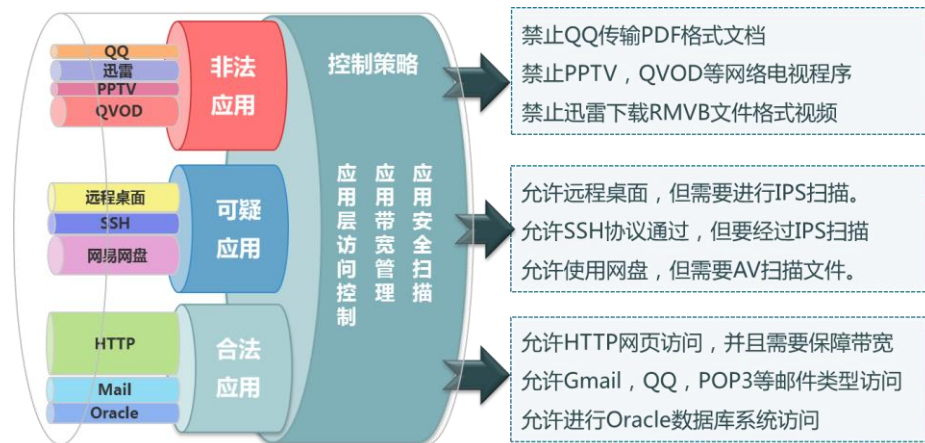 QQ
迅雷
PPTV
QVOD
非法
应用
远程桌面
SSH
网易网盘
可疑
应用
HTTP
Mail
Oracle
合法
应用
控制策略
应用层访问控制
应用带宽管理
应用安全扫描
禁止QQ传输PDF格式文档
禁止PPTV，QVOD等网络电视程序
禁止迅雷下载RMVB文件格式视频
允许远程桌面，但需要进行IPS扫描。
允许SSH协议通过，但要经过IPS扫描
允许使用网盘，但需要AV扫描文件。
允许HTTP网页访问，并且需要保障带宽
允许Gmail，QQ，POP3等邮件类型访问
允许进行Oracle数据库系统访问